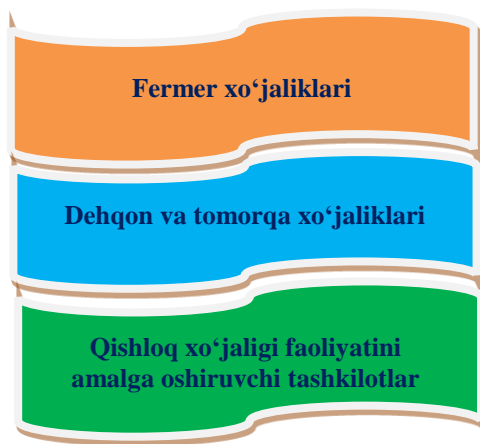 Fermer xo‘jaliklari
Dehqon va tomorqa xo‘jaliklari
Qishloq xo‘jaligi faoliyatini
amalga oshiruvchi tashkilotlar